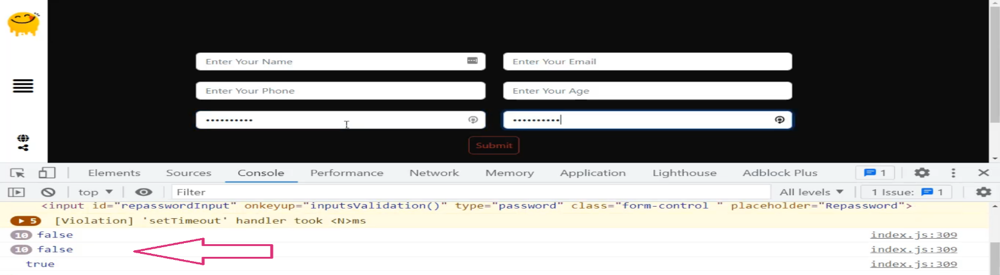 Enter Your Name
Enter Your Email
Enter Your Phone
Enter Your Age
••••••••••
••••••••••
Submit
Elements Sources Console Performance Network Memory Application Lighthouse Adblock Plus 1
top Filter All levels 1 Issue: 1
<input id="repasswordInput" onkeyup="inputsValidation()" type="password" class="form-control " placeholder="Repassword">
5 [Violation] 'setTimeout' handler took <N>ms
10 false index.js:309
10 false index.js:309
true index.js:309